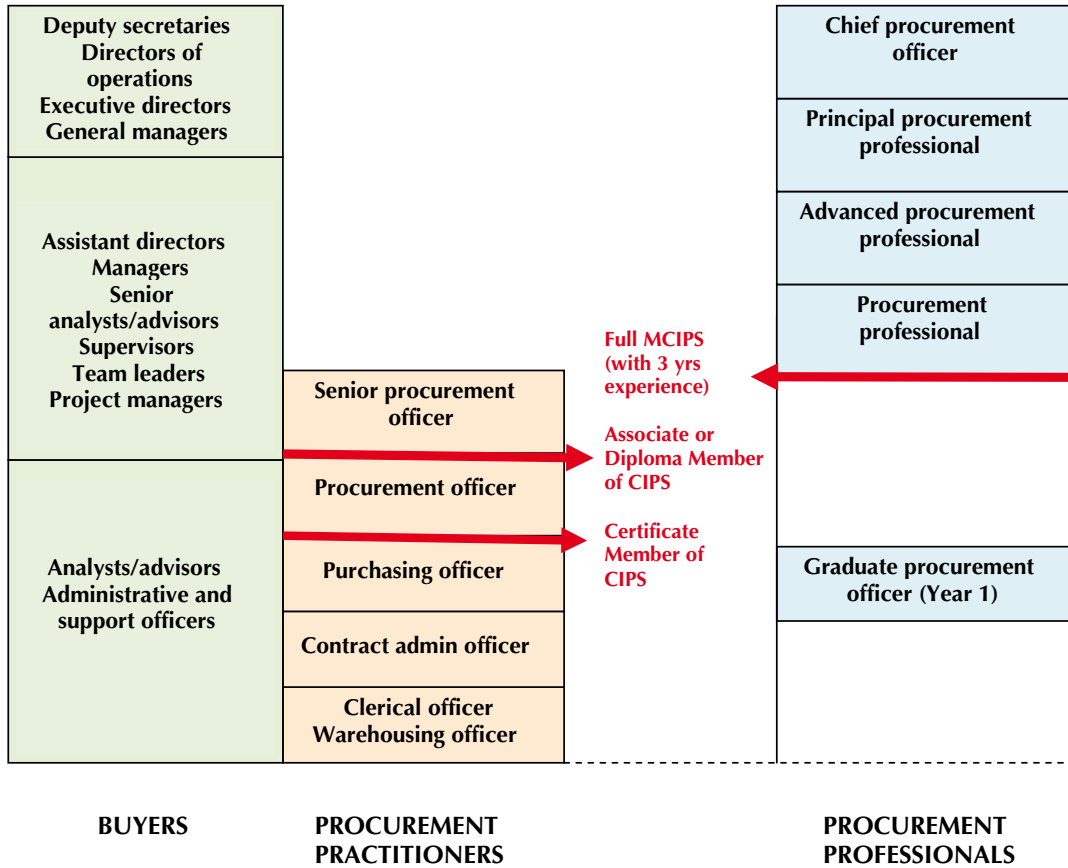 Deputy secretaries
Directors of
operations
Executive directors
General managers
Assistant directors
Managers
Senior
analysts/advisors
Supervisors
Team leaders
Project managers
Analysts/advisors
Administrative and
support officers
Senior procurement
officer
Procurement officer
Purchasing officer
Contract admin officer
Clerical officer
Warehousing officer
Full MCIPS
(with 3 yrs
experience)
Associate or
Diploma Member
of CIPS
Certificate
Member of
CIPS
Chief procurement
officer
Principal procurement
professional
Advanced procurement
professional
Procurement
professional
Graduate procurement
officer (Year 1)
BUYERS
PROCUREMENT
PRACTITIONERS
PROCUREMENT
PROFESSIONALS